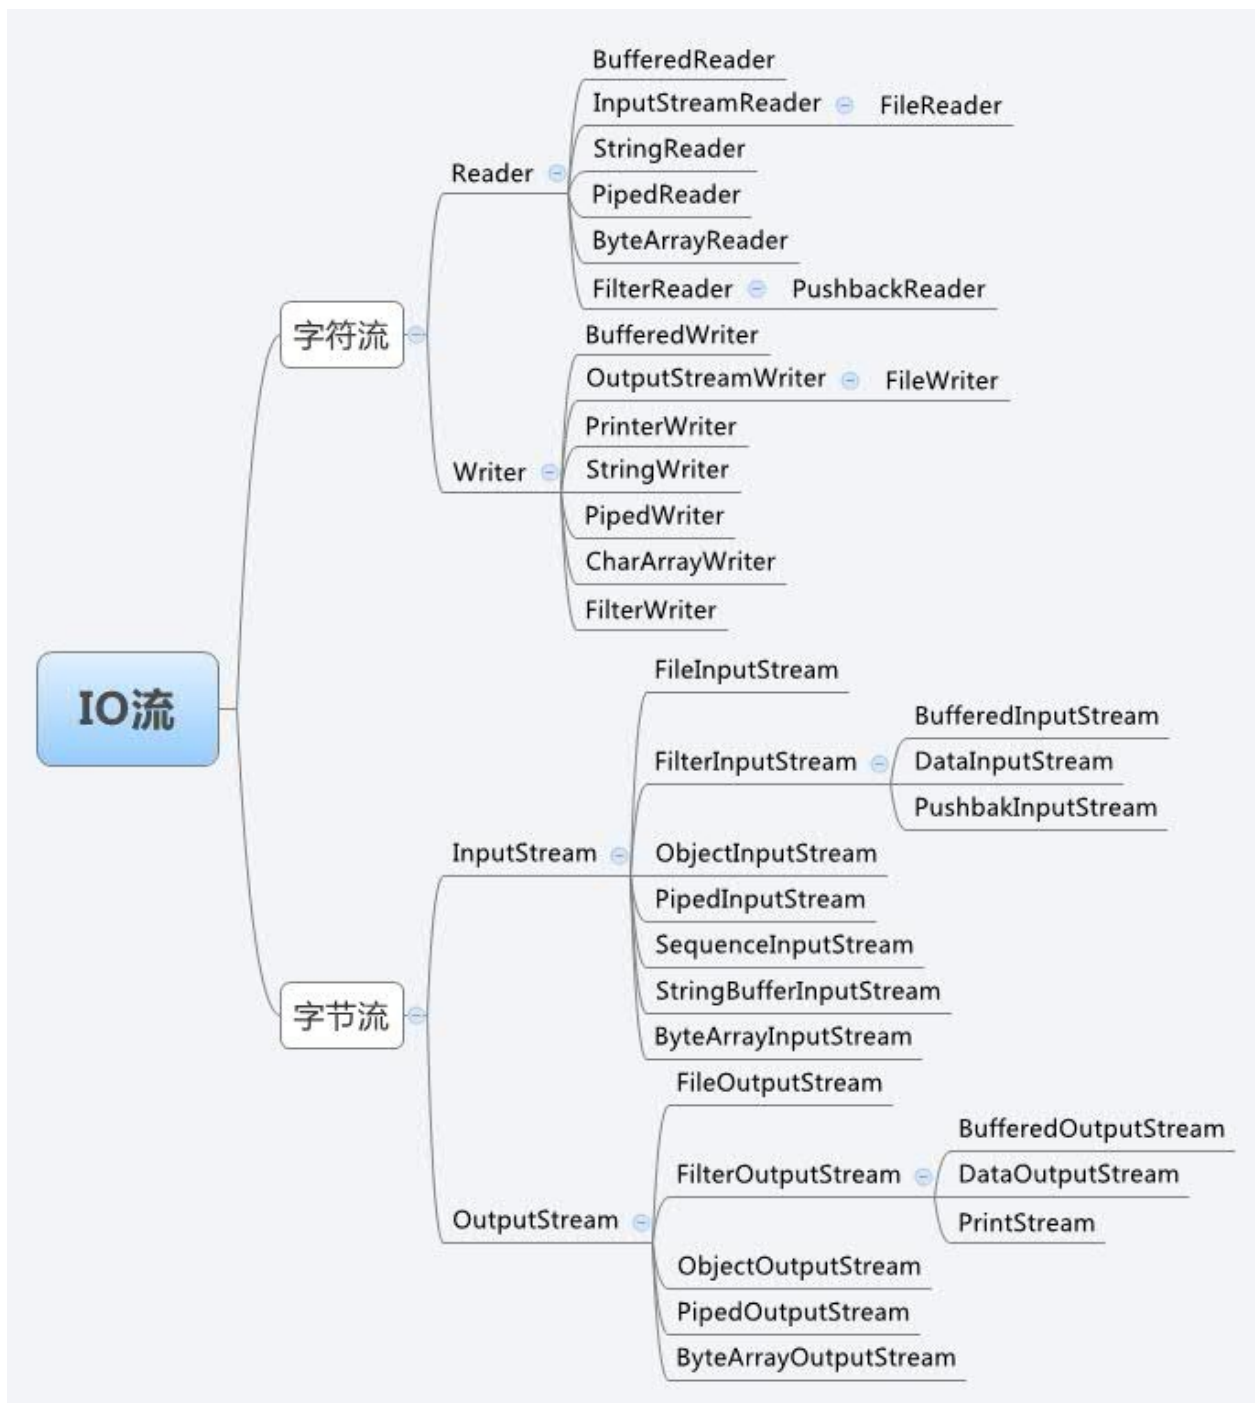 IO流
字符流
Reader
BufferedReader
InputStreamReader
FileReader
StringReader
PipedReader
ByteArrayReader
FilterReader
PushbackReader
Writer
BufferedWriter
OutputStreamWriter
FileWriter
PrinterWriter
StringWriter
PipedWriter
CharArrayWriter
FilterWriter
字节流
InputStream
FileInputStream
FilterInputStream
BufferedInputStream
DataInputStream
PushbakInputStream
ObjectInputStream
PipedInputStream
SequenceInputStream
StringBufferInputStream
ByteArrayInputStream
OutputStream
FileOutputStream
FilterOutputStream
BufferedOutputStream
DataOutputStream
PrintStream
ObjectOutputStream
PipedOutputStream
ByteArrayOutputStream